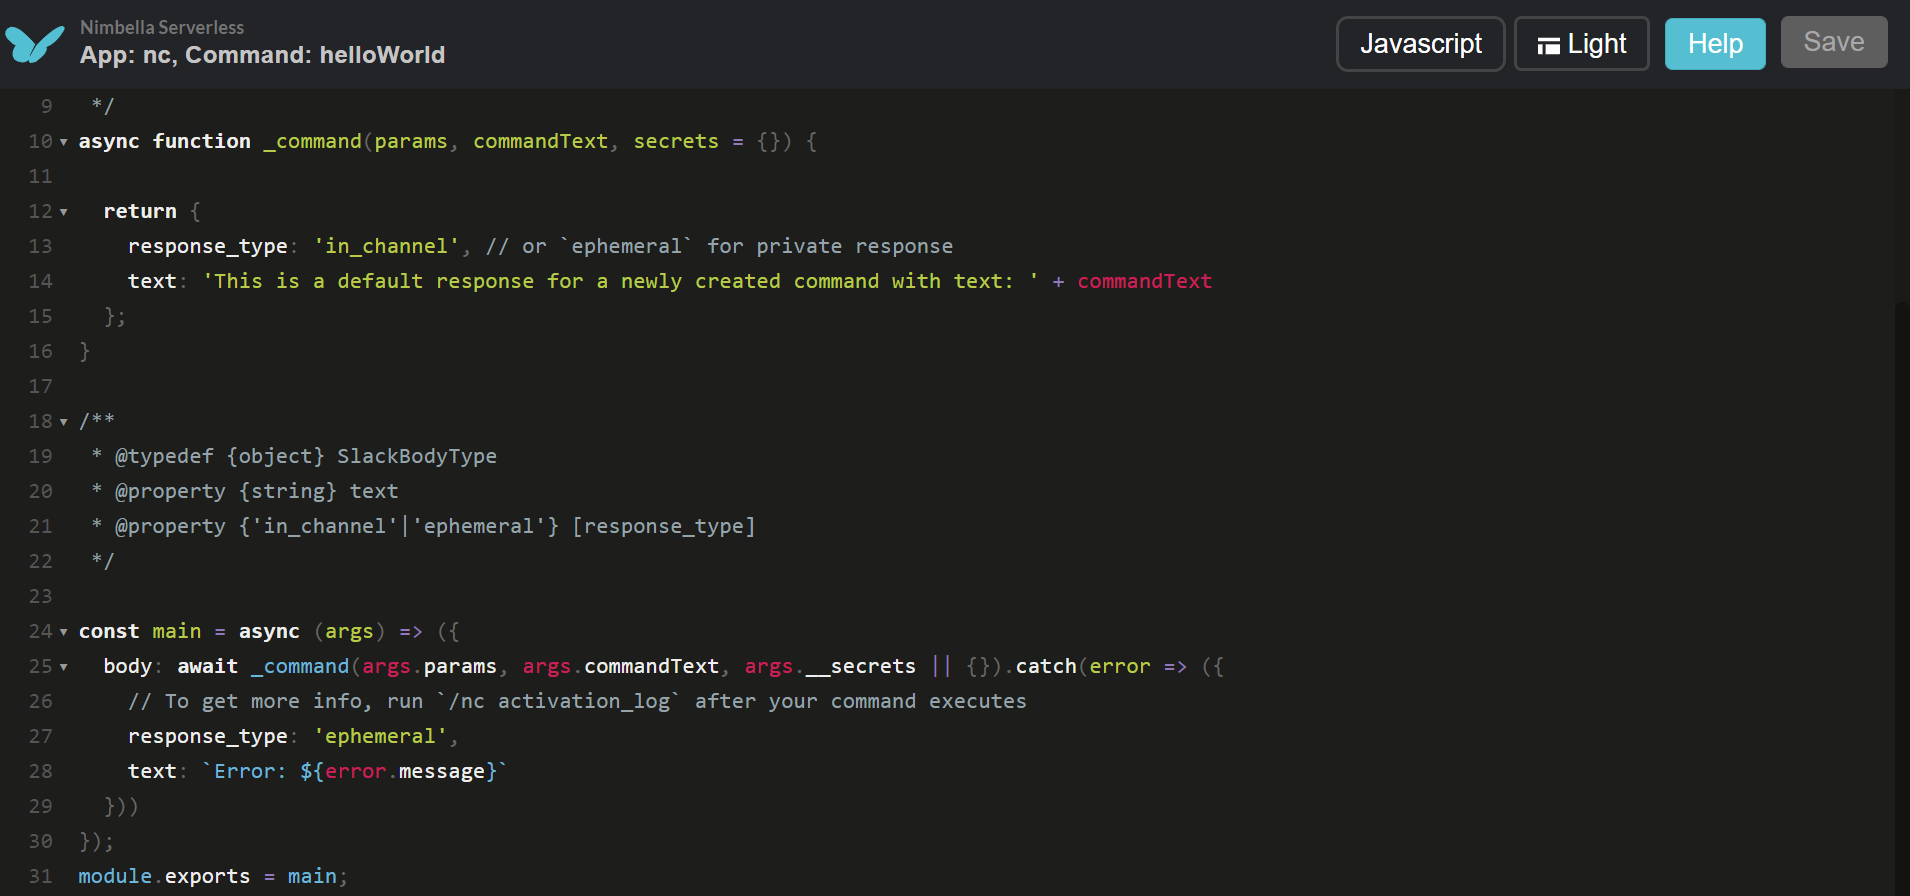 Nimbella Serverless
App: nc, Command: helloWorld
Javascript
Light
Help
Save
9 */
10 async function _command(params, commandText, secrets = {}) {
11
12 return {
13 response_type: 'in_channel', // or `ephemeral` for private response
14 text: 'This is a default response for a newly created command with text: ' + commandText
15 };
16 }
17
18 /**
19 * @typedef {object} SlackBodyType
20 * @property {string} text
21 * @property {'in_channel'|'ephemeral'} [response_type]
22 */
23
24 const main = async (args) => ({
25 body: await _command(args.params, args.commandText, args.__secrets || {}).catch(error => ({
26 // To get more info, run `/nc activation_log` after your command executes
27 response_type: 'ephemeral',
28 text: `Error: ${error.message}`
29 }))
30 });
31 module.exports = main;